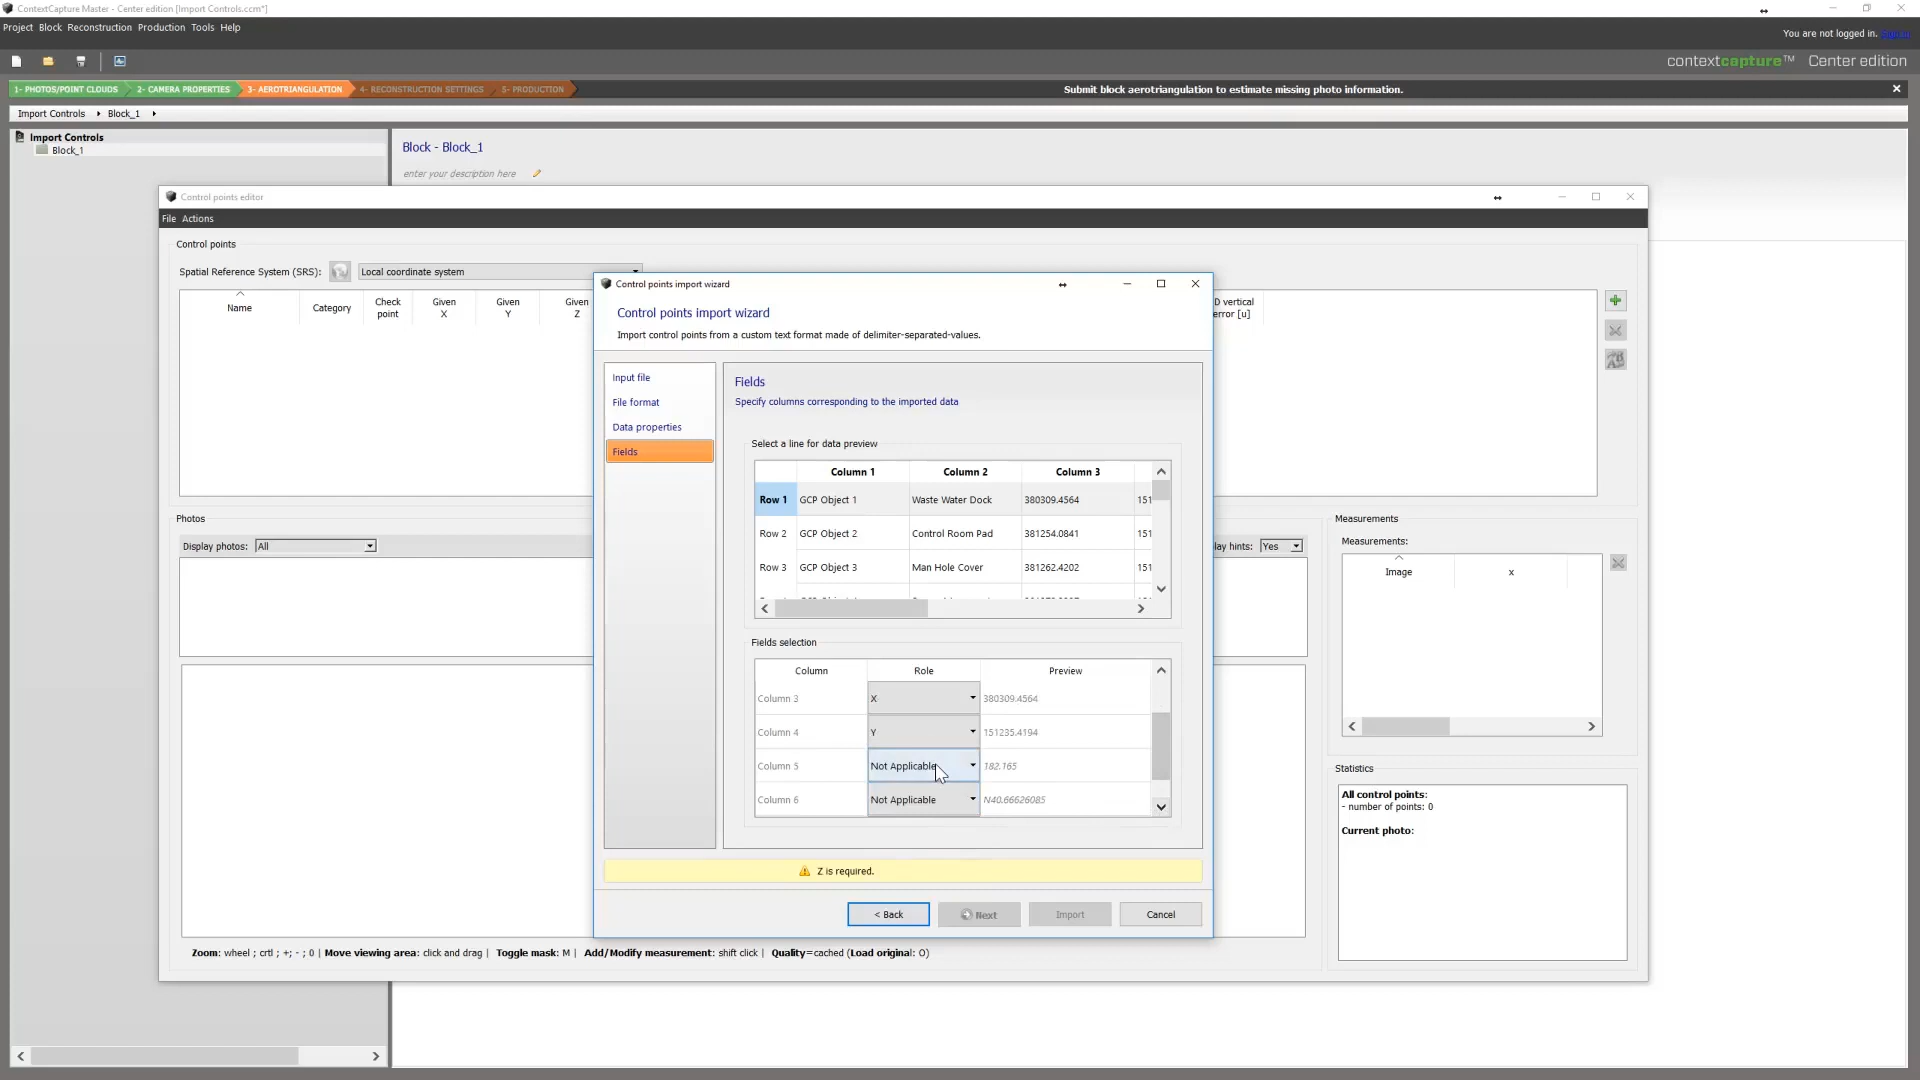 ContextCapture Master - Center edition [Import Controls.ccm*]
Project Block Reconstruction Production Tools Help
You are not logged in.
contextcapture™ Center edition
1- PHOTOS/POINT CLOUDS 2- CAMERA PROPERTIES 3- AEROTRIANGULATION 4- RECONSTRUCTION SETTINGS 5- PRODUCTION
Submit block aerotriangulation to estimate missing photo information.
Import Controls Block_1
Import Controls
Block_1
Block - Block_1
enter your description here
Control points editor
File Actions
Control points
Spatial Reference System (SRS): Local coordinate system
Name Category Check point Given X Given Y Given Z
D vertical error [u]
Control points import wizard
Control points import wizard
Import control points from a custom text format made of delimiter-separated-values.
Input file
File format
Data properties
Fields
Fields
Specify columns corresponding to the imported data
Select a line for data preview
Column 1 Column 2 Column 3
Row 1 GCP Object 1 Waste Water Dock 380309.4564 151
Row 2 GCP Object 2 Control Room Pad 381254.0841 151
Row 3 GCP Object 3 Man Hole Cover 381262.4202 151
Fields selection
Column Role Preview
Column 3 X 380309.4564
Column 4 Y 151235.4194
Column 5 Not Applicable 182.165
Column 6 Not Applicable N40.66626085
Z is required.
< Back Next Import Cancel
Photos
Display photos: All
lay hints: Yes
Measurements
Measurements:
Image x
Statistics
All control points:
- number of points: 0
Current photo:
Zoom: wheel ; crtl ; +; - ; 0 | Move viewing area: click and drag | Toggle mask: M | Add/Modify measurement: shift click | Quality=cached (Load original: O)